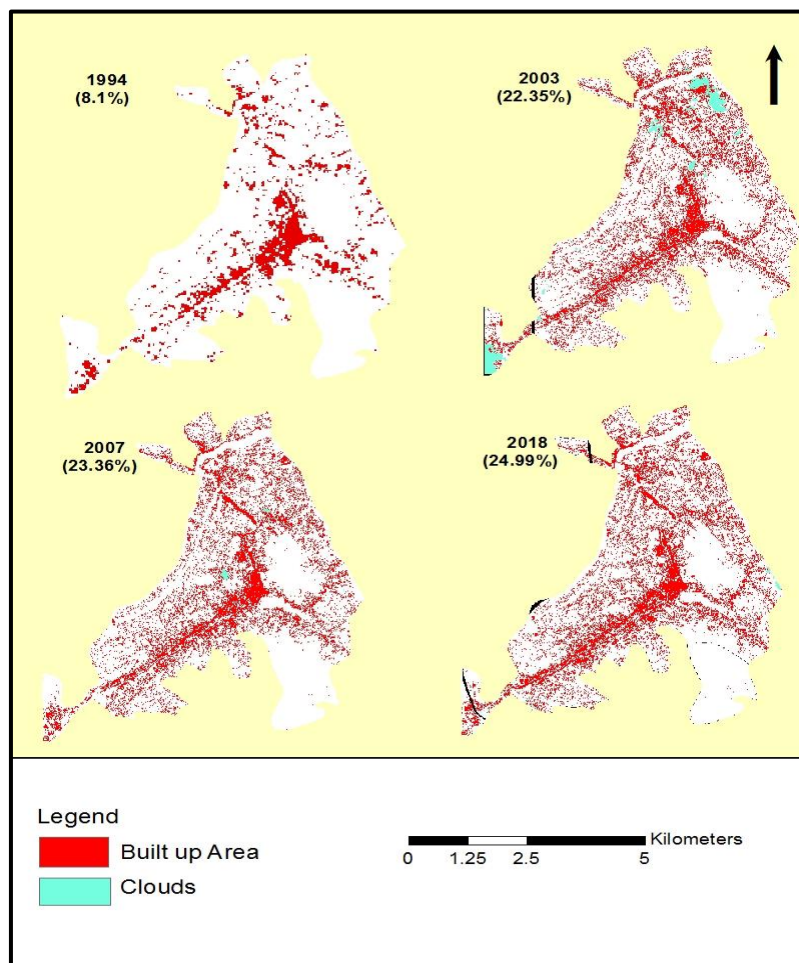 1994
(8.1%)
2003
(22.35%)
2007
(23.36%)
2018
(24.99%)
Legend
Built up Area
Clouds
Kilometers
0 1.25 2.5 5